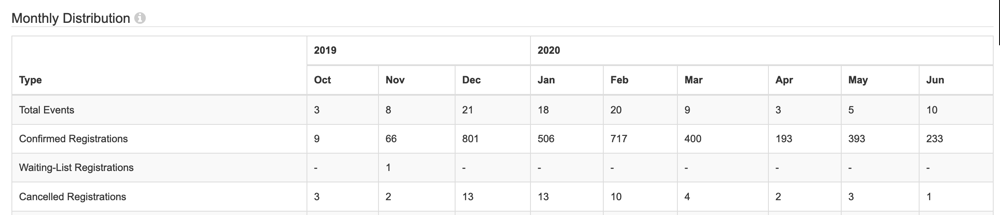 Monthly Distribution
2019 2020
Type Oct Nov Dec Jan Feb Mar Apr May Jun
Total Events 3 8 21 18 20 9 3 5 10
Confirmed Registrations 9 66 801 506 717 400 193 393 233
Waiting-List Registrations - 1 - - - - - - -
Cancelled Registrations 3 2 13 13 10 4 2 3 1